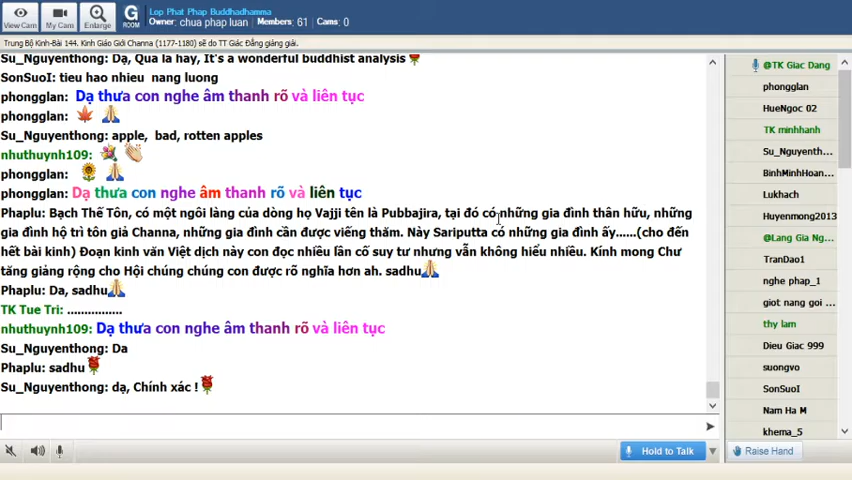 Lop Phat Phap Buddhadhamma
Owner: chua phap luan Members: 61 Cams: 0
View Cam
My Cam
Enlarge
G
ROOM
Trung Bộ Kinh-Bài 144. Kinh Giáo Giới Channa (1177-1180) sẽ do TT Giác Đẳng giảng giải.
Su_Nguyenthong: Dạ, Qua la hay, It's a wonderful buddhist analysis
SonSuoI: tieu hao nhieu nang luong
phongglan: Dạ thưa con nghe âm thanh rõ và liên tục
phongglan:
Su_Nguyenthong: apple, bad, rotten apples
nhuthuynh109:
phongglan:
phongglan: Dạ thưa con nghe âm thanh rõ và liên tục
Phaplu: Bạch Thế Tôn, có một ngôi làng của dòng họ Vajji tên là Pubbajira, tại đó có những gia đình thân hữu, những
gia đình hộ trì tôn giả Channa, những gia đình cần được viếng thăm. Này Sariputta có những gia đình ấy......(cho đến
hết bài kinh) Đoạn kinh văn Việt dịch này con đọc nhiều lần cố suy tư nhưng vẫn không hiểu nhiều. Kính mong Chư
tăng giảng rộng cho Hội chúng chúng con được rõ nghĩa hơn ah. sadhu
Phaplu: Da, sadhu
TK Tue Tri: ................
nhuthuynh109: Dạ thưa con nghe âm thanh rõ và liên tục
Su_Nguyenthong: Da
Phaplu: sadhu
Su_Nguyenthong: dạ, Chính xác !
@TK Giac Dang
phongglan
HueNgoc 02
TK minhhanh
Su_Nguyenth...
BinhMinhHoan...
Lukhach
Huyenmong2013
@Lang Gia Ng...
TranDao1
nghe phap_1
giot nang goi ...
thy lam
Dieu Giac 999
suongvo
SonSuoI
Nam Ha M
khema_5
Hold to Talk
Raise Hand